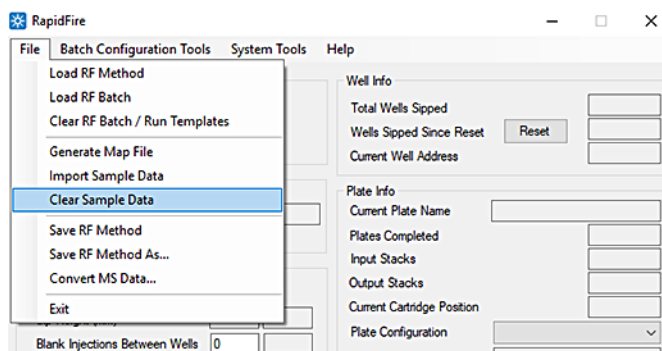 RapidFire
File Batch Configuration Tools System Tools Help
Load RF Method
Load RF Batch
Clear RF Batch / Run Templates
Generate Map File
Import Sample Data
Clear Sample Data
Save RF Method
Save RF Method As...
Convert MS Data...
Exit
Blank Injections Between Wells 0
Well Info
Total Wells Sipped
Wells Sipped Since Reset Reset
Current Well Address
Plate Info
Current Plate Name
Plates Completed
Input Stacks
Output Stacks
Current Cartridge Position
Plate Configuration